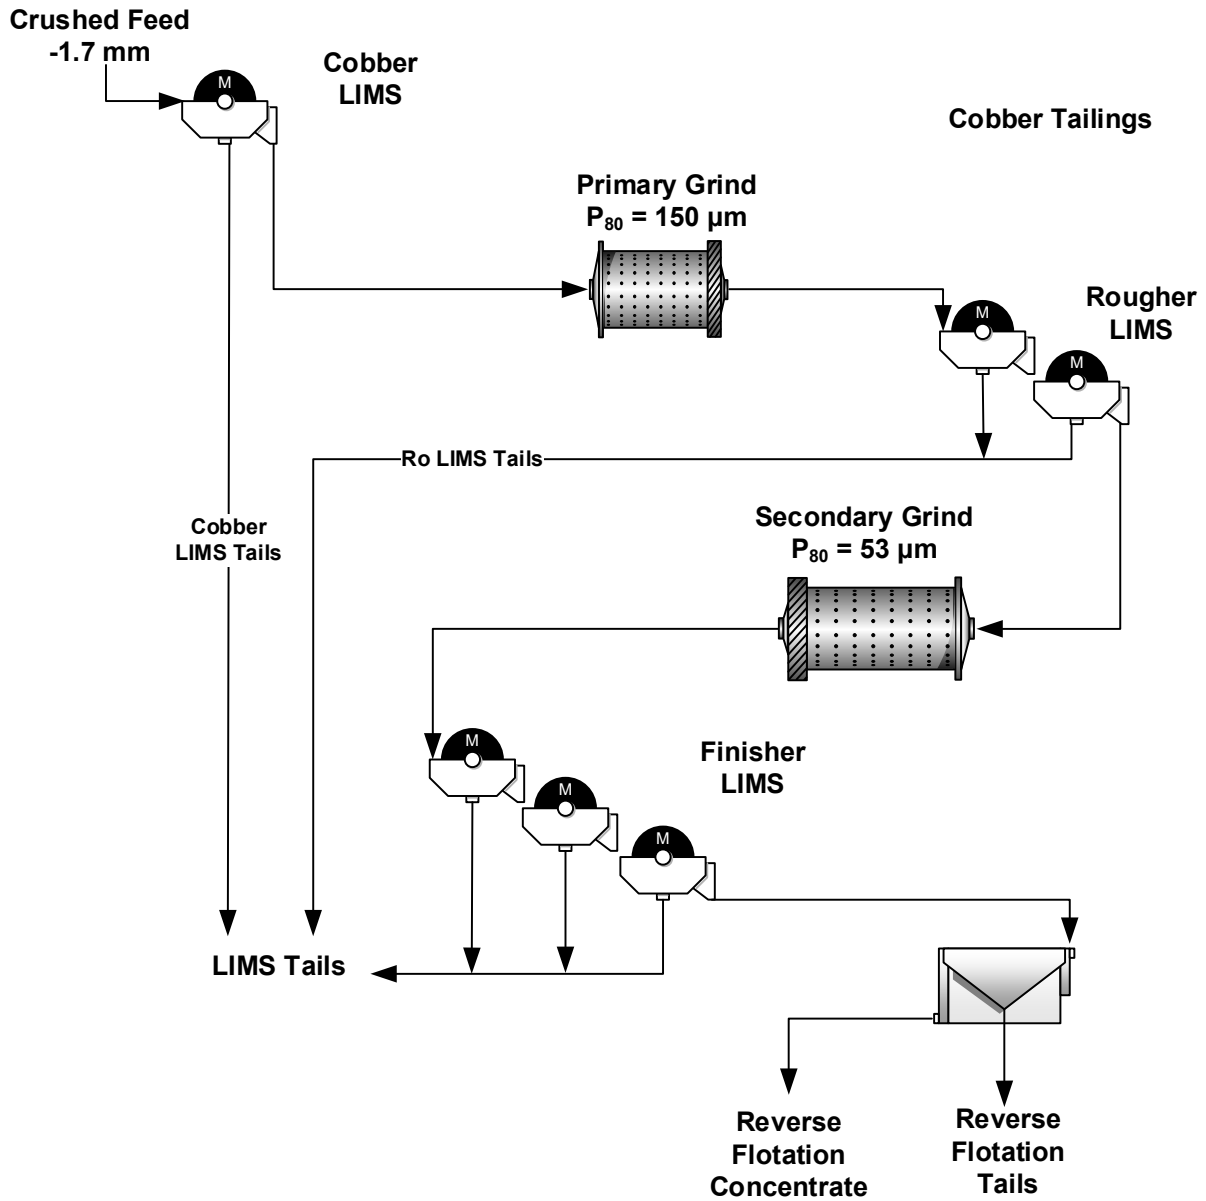 Crushed Feed
-1.7 mm
M
Cobber
LIMS
Cobber Tailings
Primary Grind
P80 = 150 µm
M
Rougher
LIMS
M
Ro LIMS Tails
Cobber
LIMS Tails
Secondary Grind
P80 = 53 µm
M
Finisher
LIMS
M
M
LIMS Tails
Reverse
Flotation
Concentrate
Reverse
Flotation
Tails